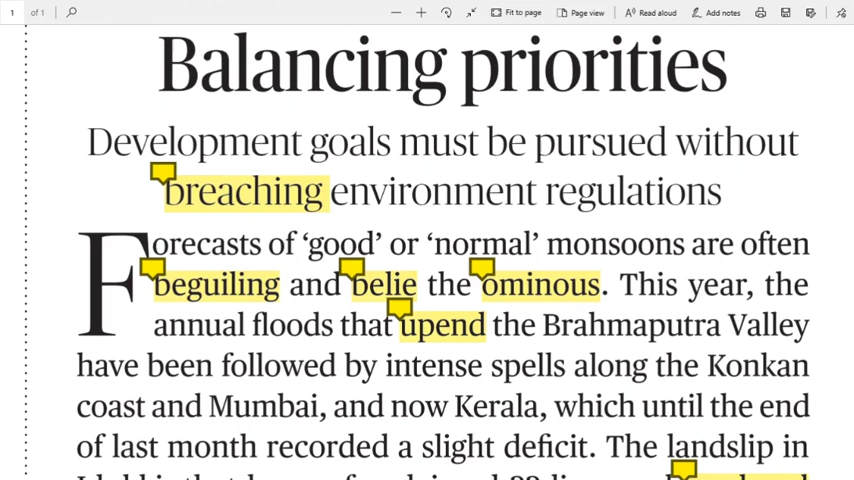 1 of 1 Fit to page Page view Read aloud Add notes
Balancing priorities
Development goals must be pursued without
breaching environment regulations
Forecasts of ‘good’ or ‘normal’ monsoons are often
beguiling and belie the ominous. This year, the
annual floods that upend the Brahmaputra Valley
have been followed by intense spells along the Konkan
coast and Mumbai, and now Kerala, which until the end
of last month recorded a slight deficit. The landslip in